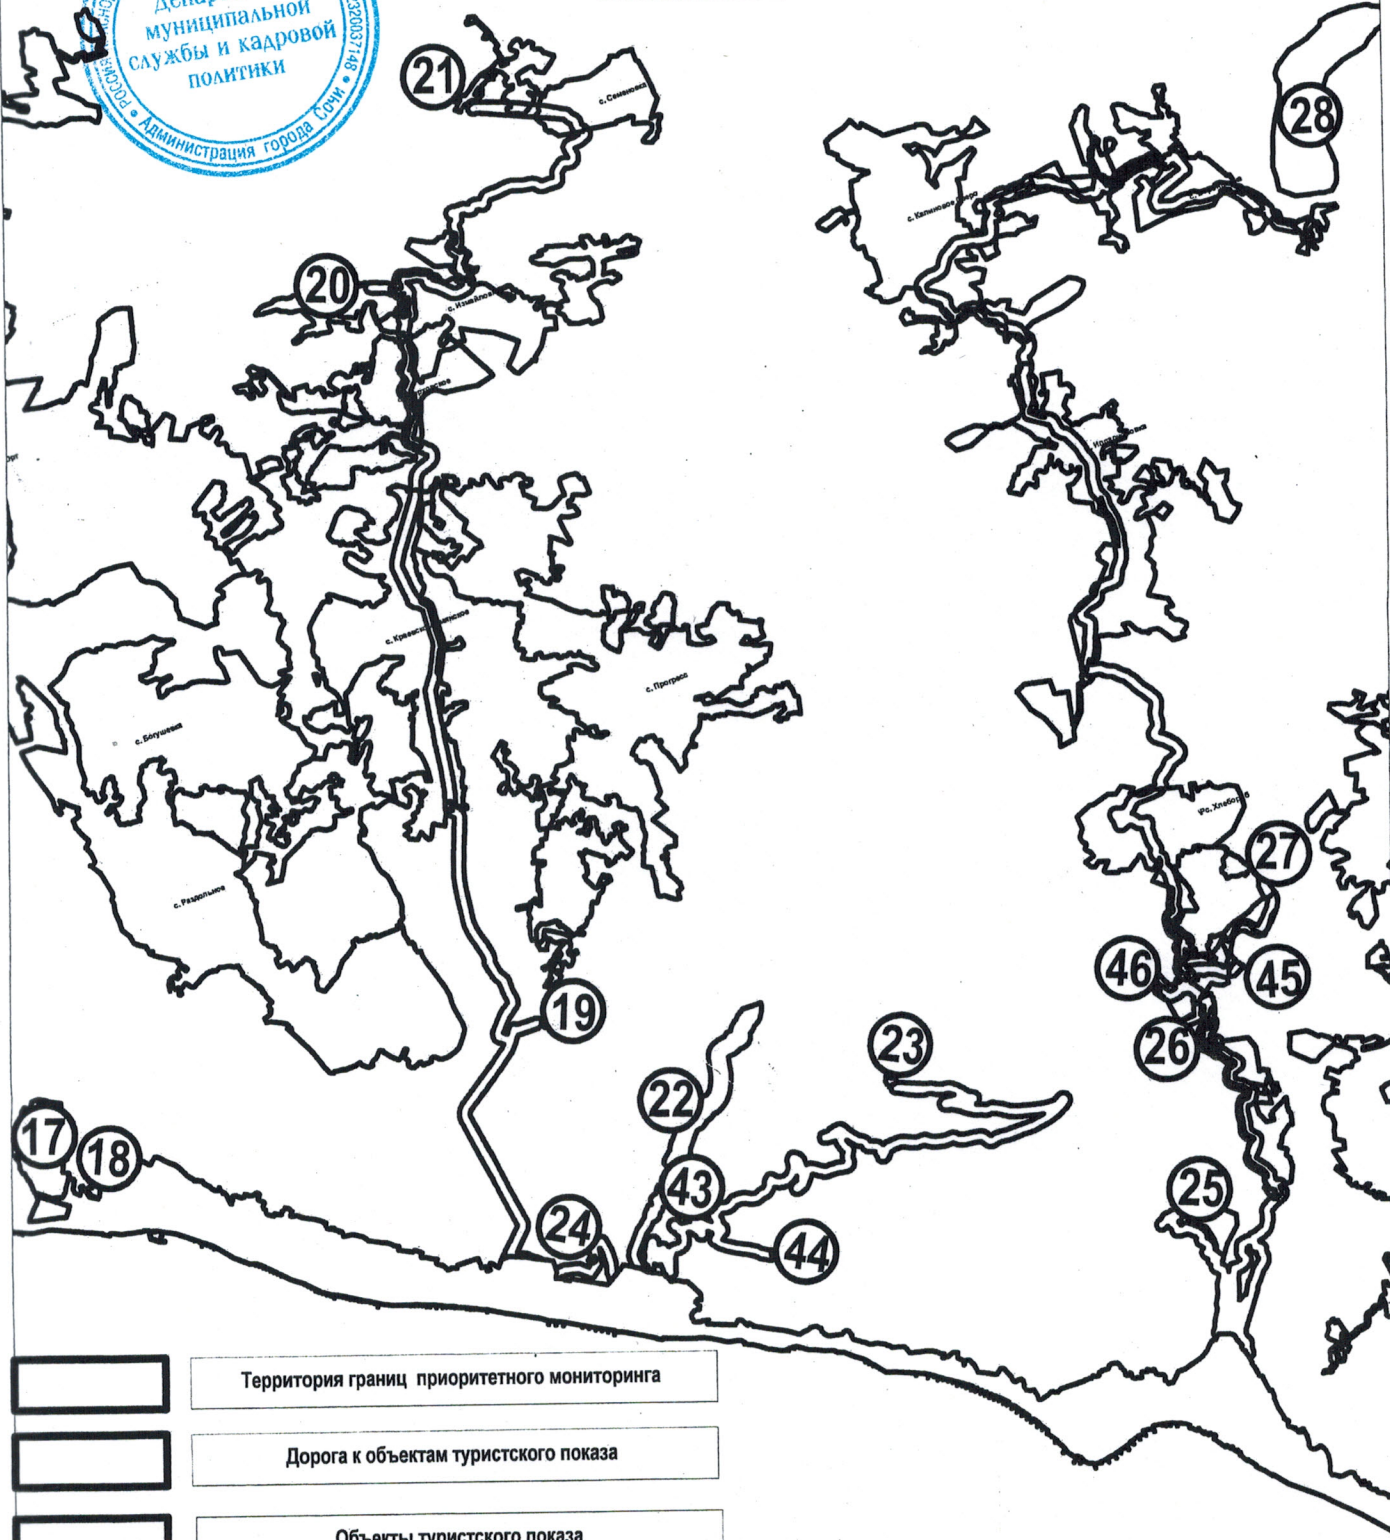 муниципальной
службы и кадровой
политики
Администрация города Сочи
320037148
21
с. Семеновка
28
20
с. Калиновое
с. Прогресс
с. Богушевка
с. Раздольное
27
46
45
26
19
23
22
17
18
43
25
24
44
Территория границ приоритетного мониторинга
Дорога к объектам туристского показа
Объекты туристского показа